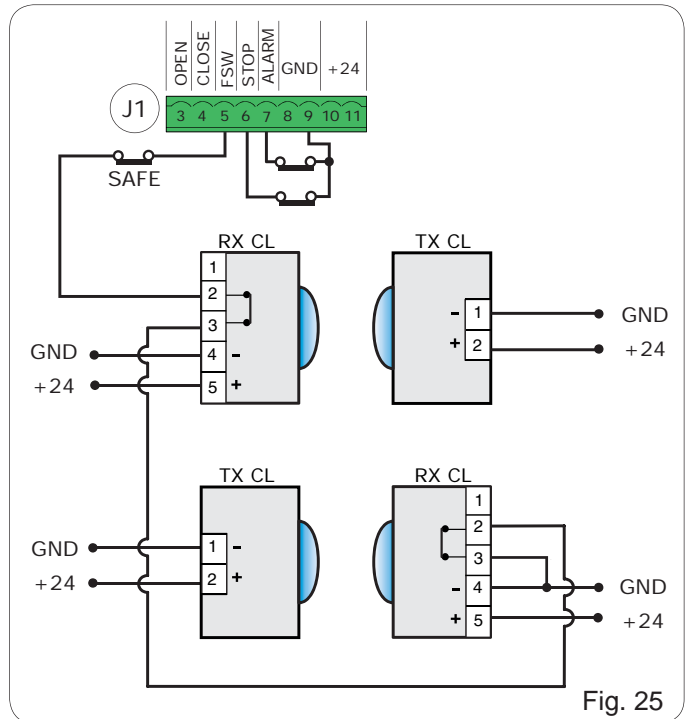 OPEN CLOSE FSW STOP ALARM GND +24
J1 3 4 5 6 7 8 9 10 11
SAFE
RX CL TX CL
1
2
3
4 -
5 +
GND
+24
- 1
+ 2
GND
+24
TX CL RX CL
1 -
2 +
GND
+24
1
2
3
- 4
+ 5
GND
+24
Fig. 25